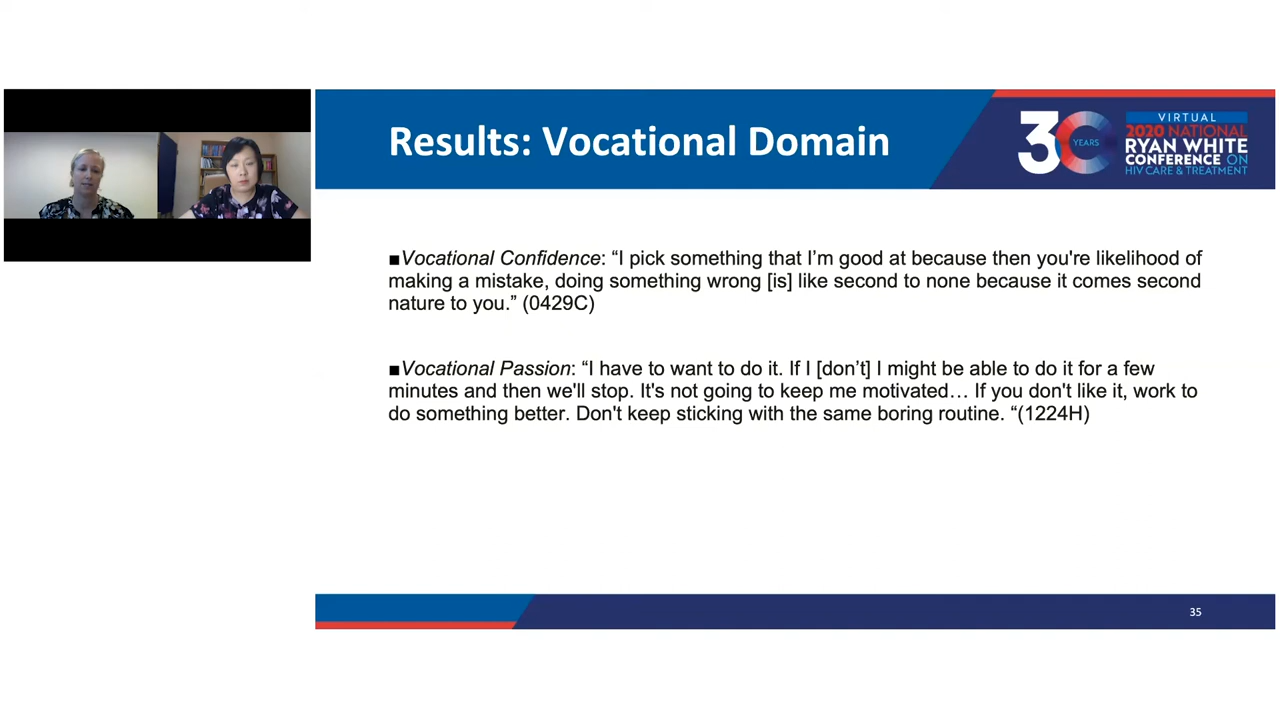 Results: Vocational Domain
30 YEARS
VIRTUAL
2020 NATIONAL
RYAN WHITE
CONFERENCE ON
HIV CARE & TREATMENT
■Vocational Confidence: “I pick something that I’m good at because then you're likelihood of
making a mistake, doing something wrong [is] like second to none because it comes second
nature to you.” (0429C)
■Vocational Passion: “I have to want to do it. If I [don’t] I might be able to do it for a few
minutes and then we'll stop. It's not going to keep me motivated… If you don't like it, work to
do something better. Don't keep sticking with the same boring routine. “(1224H)
35